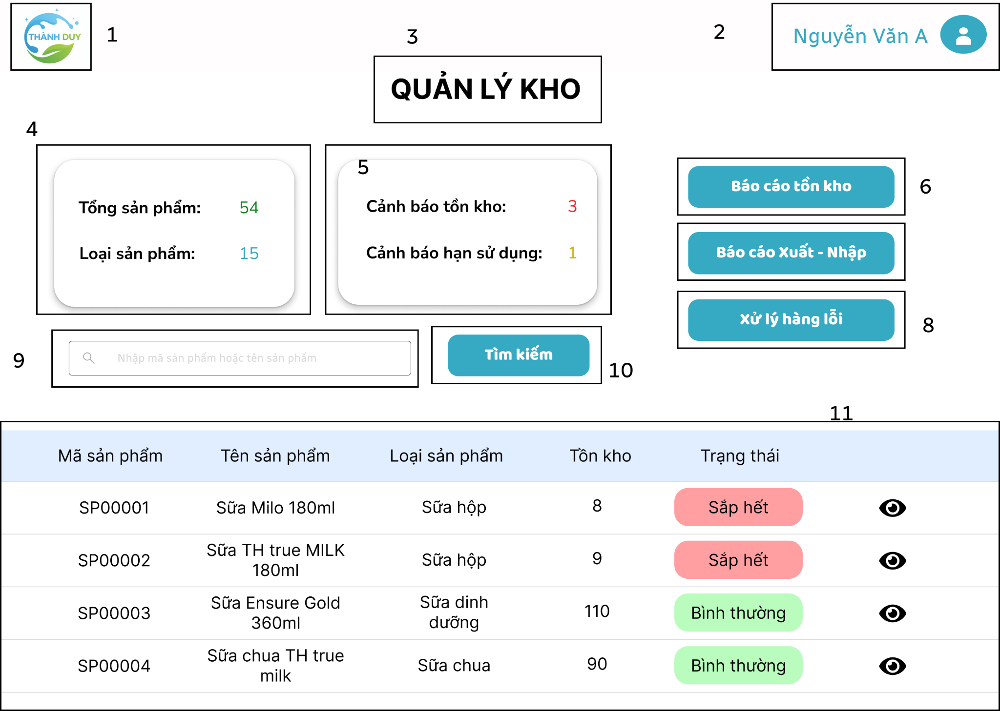 THÀNH DUY
1
3
2
Nguyễn Văn A
QUẢN LÝ KHO
4
5
Tổng sản phẩm: 54
Loại sản phẩm: 15
Cảnh báo tồn kho: 3
Cảnh báo hạn sử dụng: 1
Báo cáo tồn kho
6
Báo cáo Xuất - Nhập
Xử lý hàng lỗi
8
9
Nhập mã sản phẩm hoặc tên sản phẩm
Tìm kiếm
10
11
Mã sản phẩm Tên sản phẩm Loại sản phẩm Tồn kho Trạng thái
SP00001 Sữa Milo 180ml Sữa hộp 8 Sắp hết
SP00002 Sữa TH true MILK 180ml Sữa hộp 9 Sắp hết
SP00003 Sữa Ensure Gold 360ml Sữa dinh dưỡng 110 Bình thường
SP00004 Sữa chua TH true milk Sữa chua 90 Bình thường